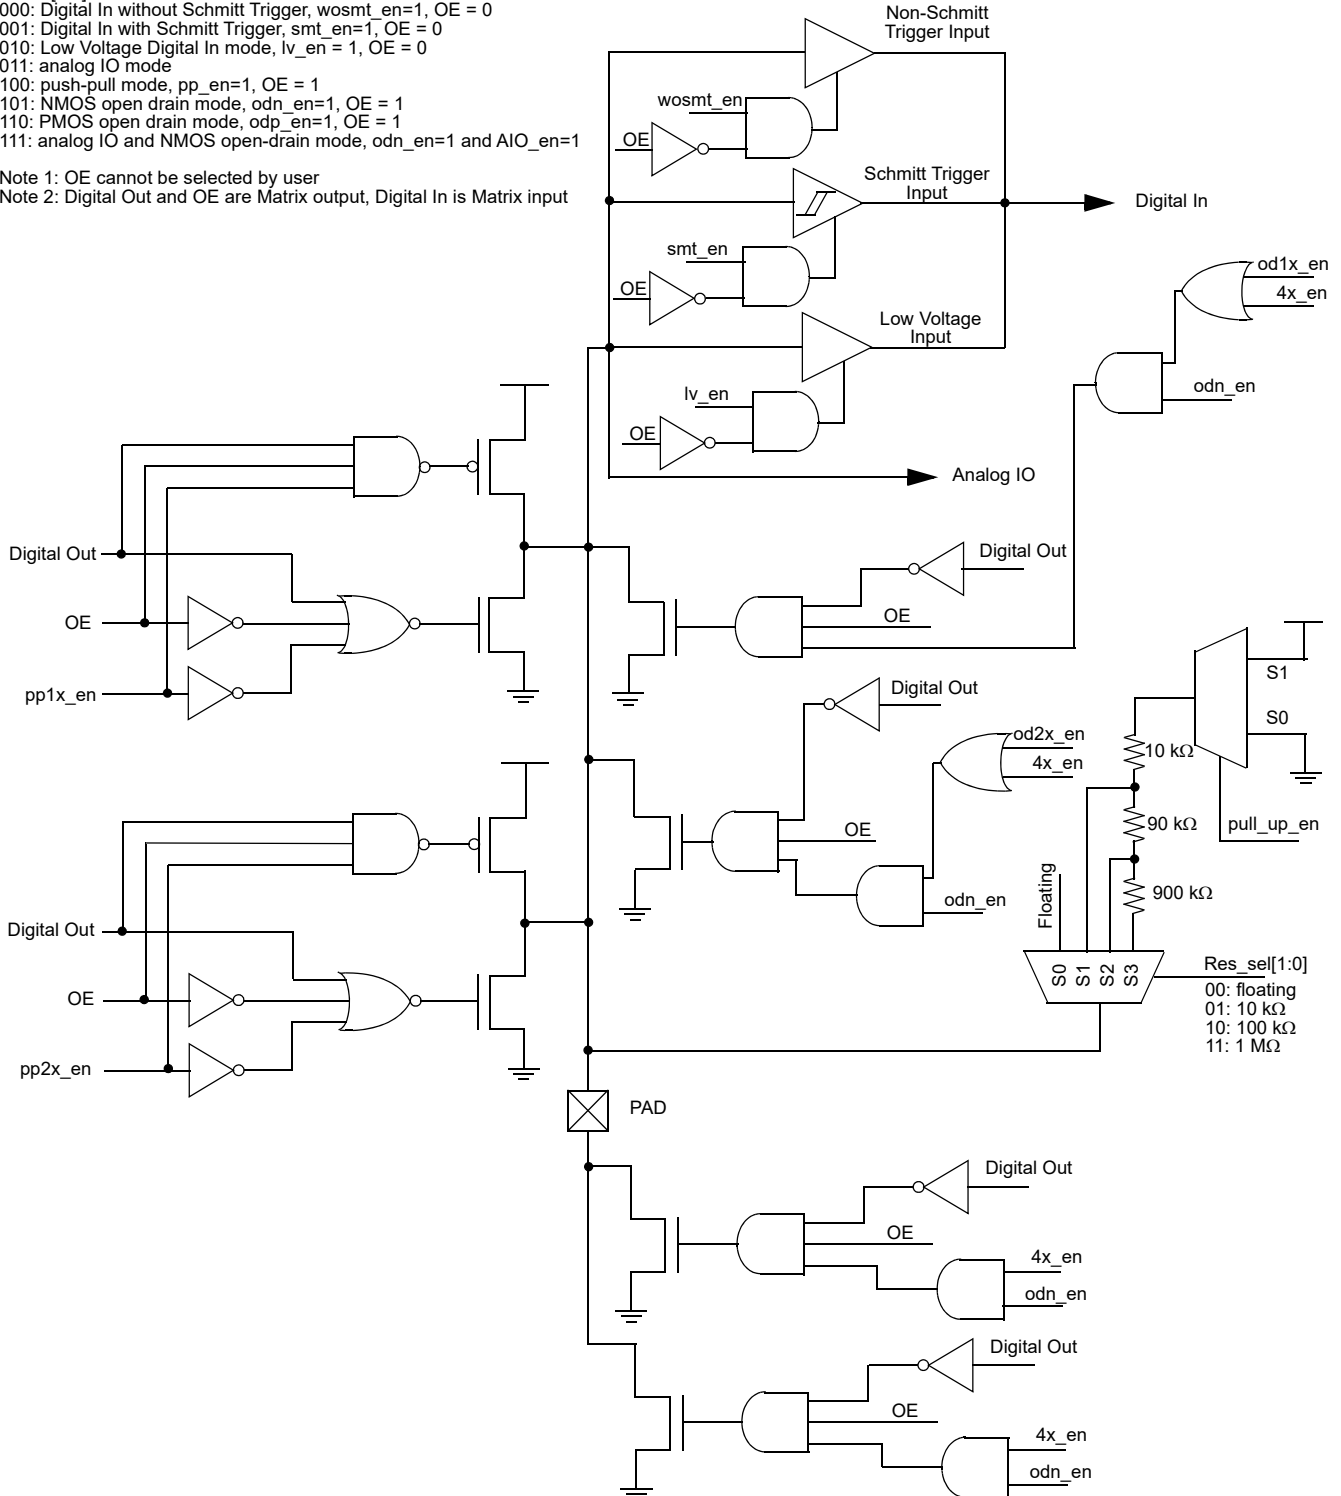 000: Digital In without Schmitt Trigger, wosmt_en=1, OE = 0
001: Digital In with Schmitt Trigger, smt_en=1, OE = 0
010: Low Voltage Digital In mode, lv_en = 1, OE = 0
011: analog IO mode
100: push-pull mode, pp_en=1, OE = 1
101: NMOS open drain mode, odn_en=1, OE = 1
110: PMOS open drain mode, odp_en=1, OE = 1
111: analog IO and NMOS open-drain mode, odn_en=1 and AIO_en=1
Note 1: OE cannot be selected by user
Note 2: Digital Out and OE are Matrix output, Digital In is Matrix input
Non-Schmitt
Trigger Input
wosmt_en
OE
Schmitt Trigger
Input
Digital In
smt_en
OE
Low Voltage
Input
lv_en
OE
Analog IO
od1x_en
4x_en
odn_en
Digital Out
OE
pp1x_en
Digital Out
OE
Digital Out
od2x_en
4x_en
OE
odn_en
S1
S0
10 kΩ
90 kΩ
900 kΩ
pull_up_en
Floating
S0
S1
S2
S3
Res_sel[1:0]
00: floating
01: 10 kΩ
10: 100 kΩ
11: 1 MΩ
Digital Out
OE
pp2x_en
PAD
Digital Out
OE
4x_en
odn_en
Digital Out
OE
4x_en
odn_en